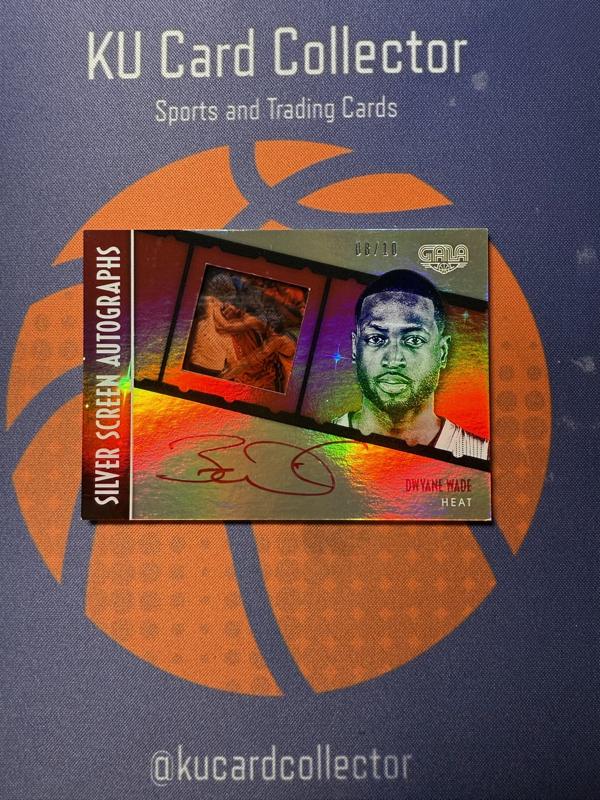 KU Card Collector
Sports and Trading Cards
SILVER SCREEN AUTOGRAPHS
08/10
GALA
DWYANE WADE
HEAT
@kucardcollector